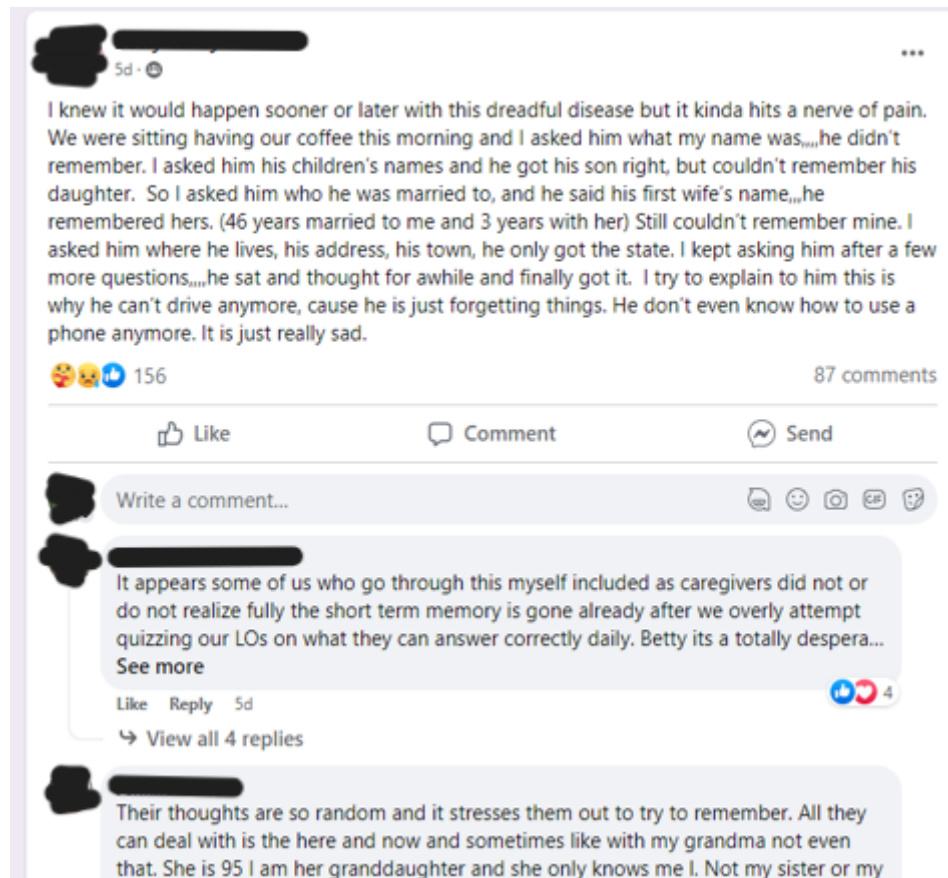 5d ·
I knew it would happen sooner or later with this dreadful disease but it kinda hits a nerve of pain.
We were sitting having our coffee this morning and I asked him what my name was,,,,he didn't
remember. I asked him his children's names and he got his son right, but couldn't remember his
daughter.  So I asked him who he was married to, and he said his first wife's name,,,he
remembered hers. (46 years married to me and 3 years with her) Still couldn't remember mine. I
asked him where he lives, his address, his town, he only got the state. I kept asking him after a few
more questions,,,,he sat and thought for awhile and finally got it.  I try to explain to him this is
why he can't drive anymore, cause he is just forgetting things. He don't even know how to use a
phone anymore. It is just really sad.
156
87 comments
Like
Comment
Send
Write a comment...
GIF
It appears some of us who go through this myself included as caregivers did not or
do not realize fully the short term memory is gone already after we overly attempt
quizzing our LOs on what they can answer correctly daily. Betty its a totally despera...
See more
4
Like Reply 5d
View all 4 replies
Their thoughts are so random and it stresses them out to try to remember. All they
can deal with is the here and now and sometimes like with my grandma not even
that. She is 95 I am her granddaughter and she only knows me I. Not my sister or my